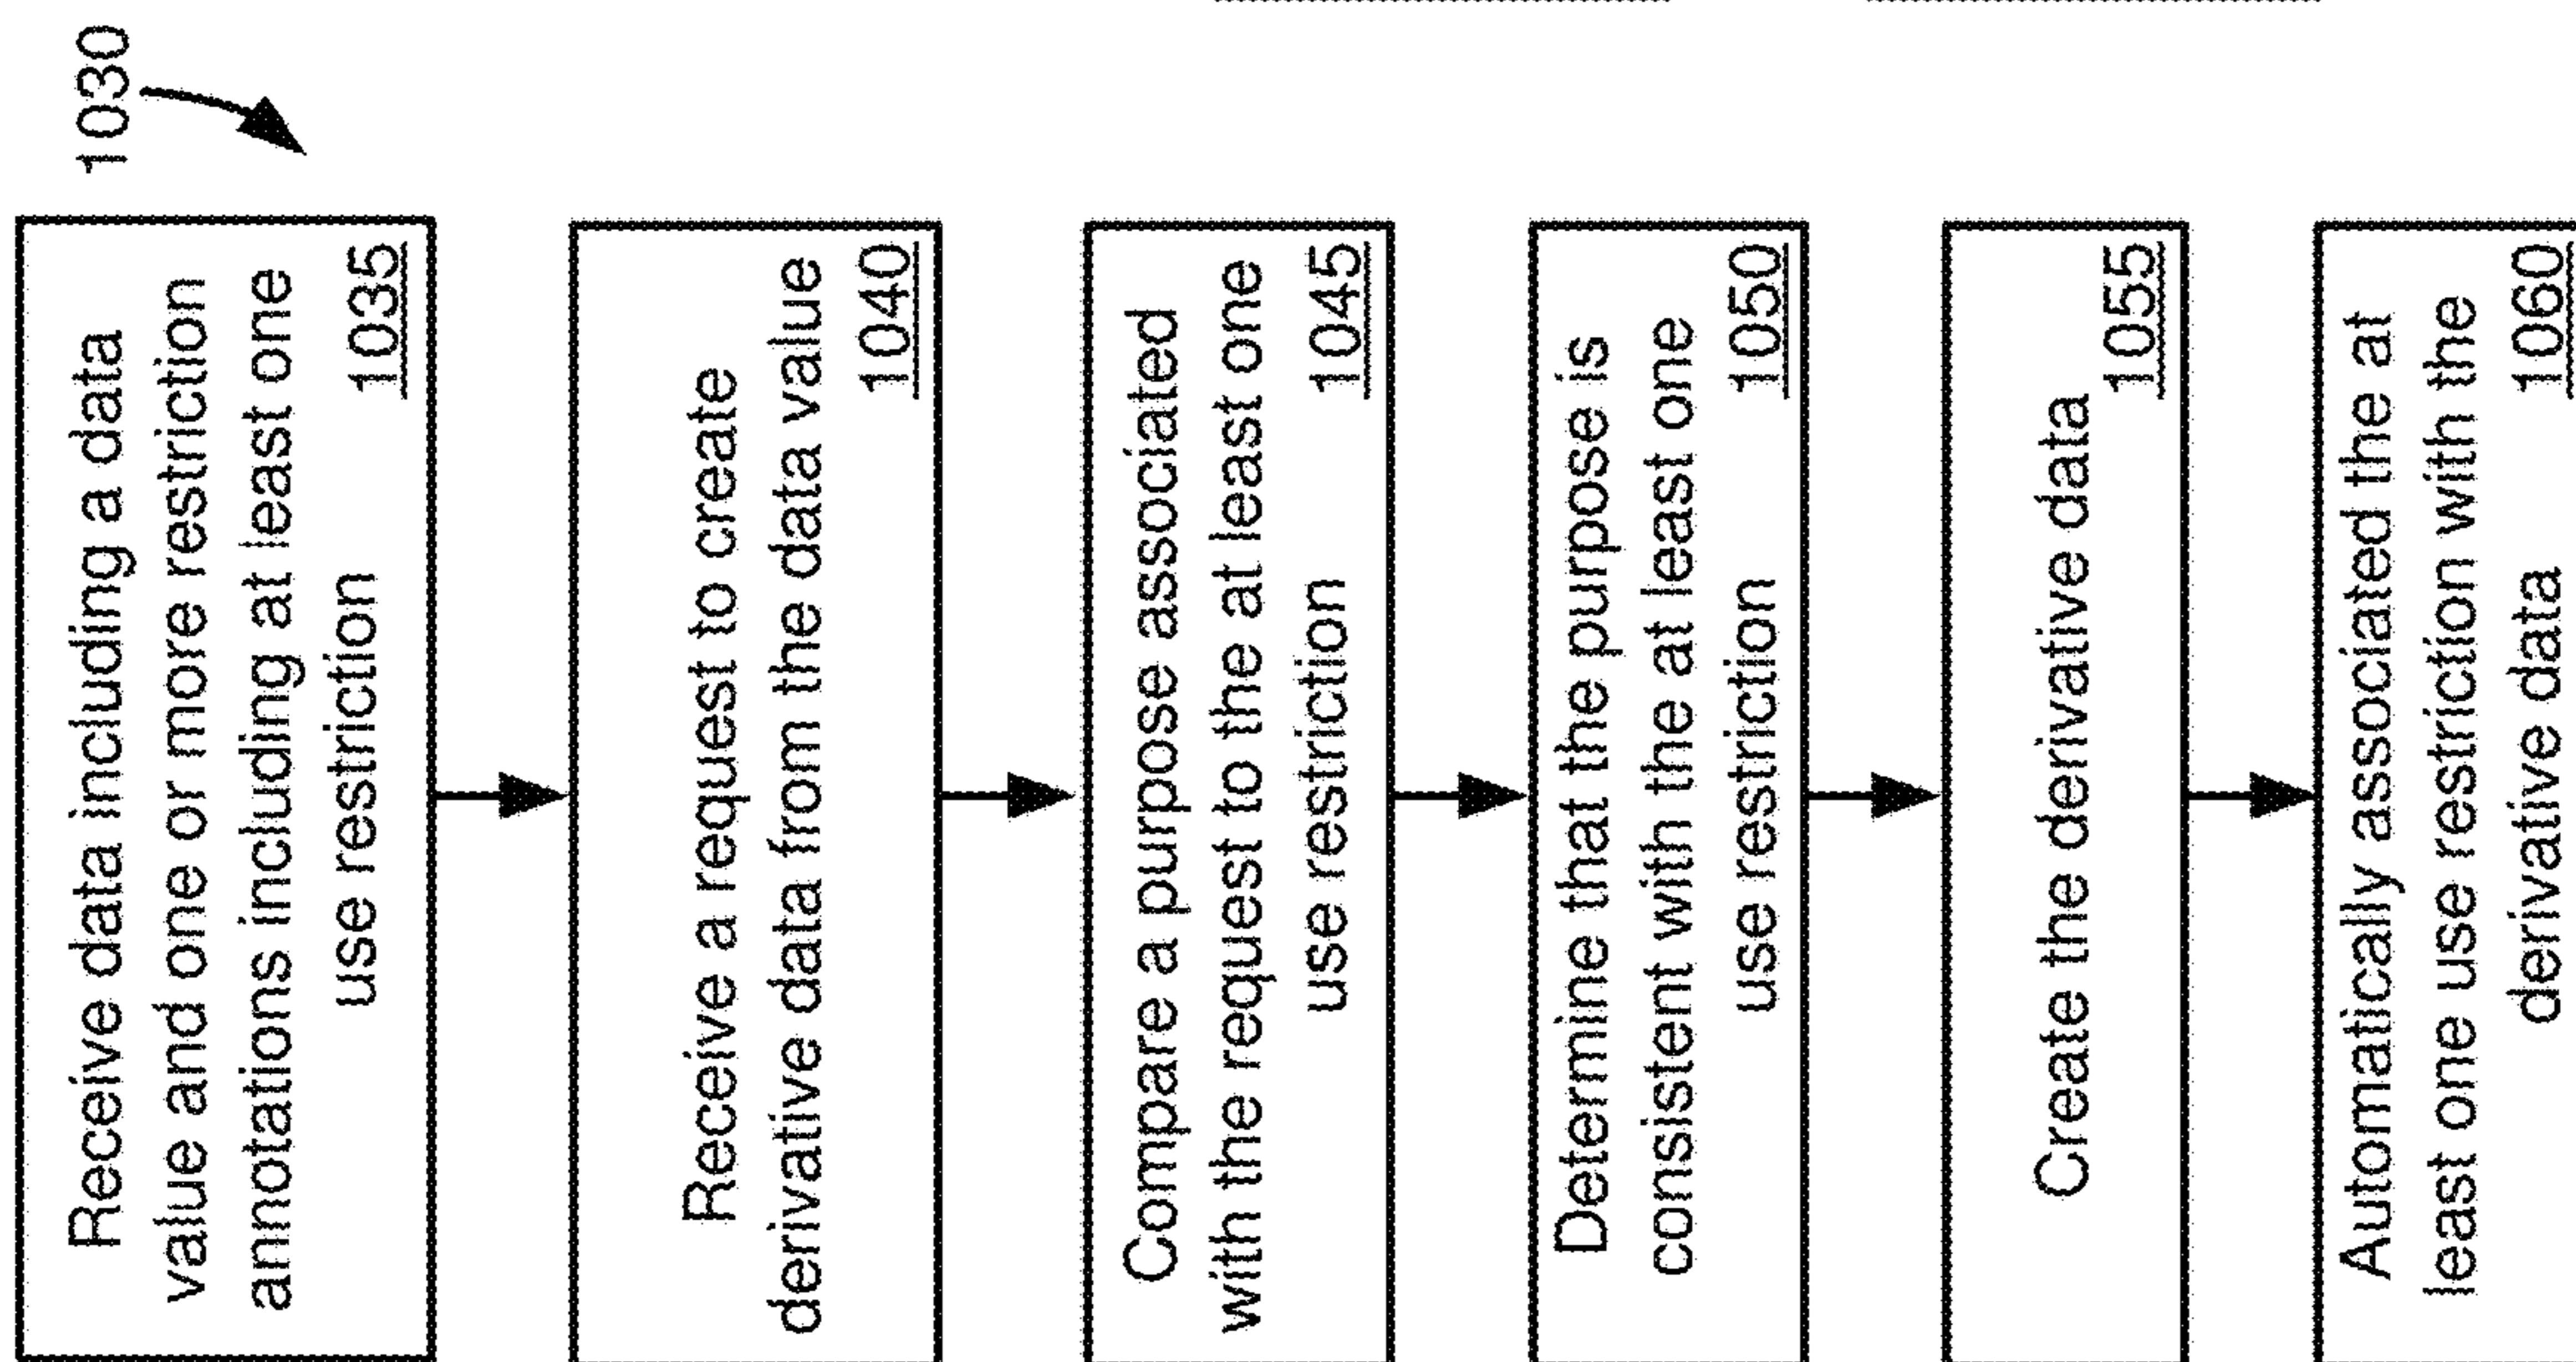 1030
Receive data including a data
value and one or more restriction
annotations including at least one
use restriction
1035
Receive a request to create
derivative data from the data value
1040
Compare a purpose associated
with the request to the at least one
use restriction 1045
Determine that the purpose is
consistent with the at least one
use restriction 1050
Create the derivative data
1055
Automatically associated the at
least one use restriction with the
derivative data 1060